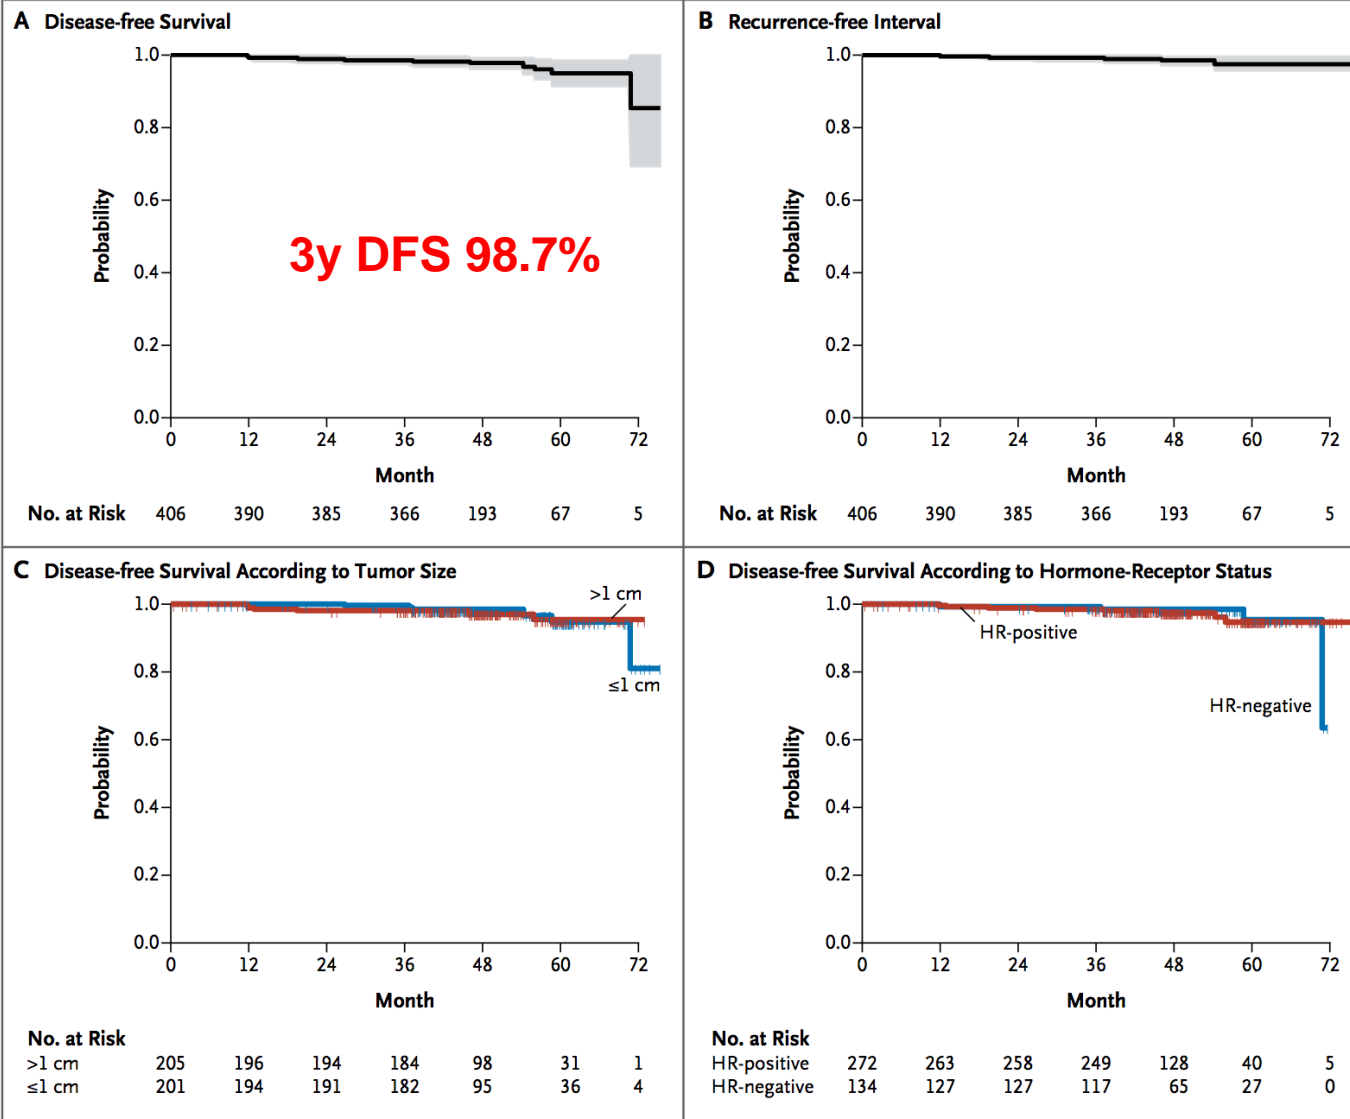 A Disease-free Survival
1.0
0.8
0.6
0.4
0.2
0.0
Probability
3y DFS 98.7%
0 12 24 36 48 60 72
Month
No. at Risk 406 390 385 366 193 67 5
B Recurrence-free Interval
1.0
0.8
0.6
0.4
0.2
0.0
Probability
0 12 24 36 48 60 72
Month
No. at Risk 406 390 385 366 193 67 5
C Disease-free Survival According to Tumor Size
>1 cm
≤1 cm
1.0
0.8
0.6
0.4
0.2
0.0
Probability
0 12 24 36 48 60 72
Month
No. at Risk
>1 cm 205 196 194 184 98 31 1
≤1 cm 201 194 191 182 95 36 4
D Disease-free Survival According to Hormone-Receptor Status
HR-positive
HR-negative
1.0
0.8
0.6
0.4
0.2
0.0
Probability
0 12 24 36 48 60 72
Month
No. at Risk
HR-positive 272 263 258 249 128 40 5
HR-negative 134 127 127 117 65 27 0